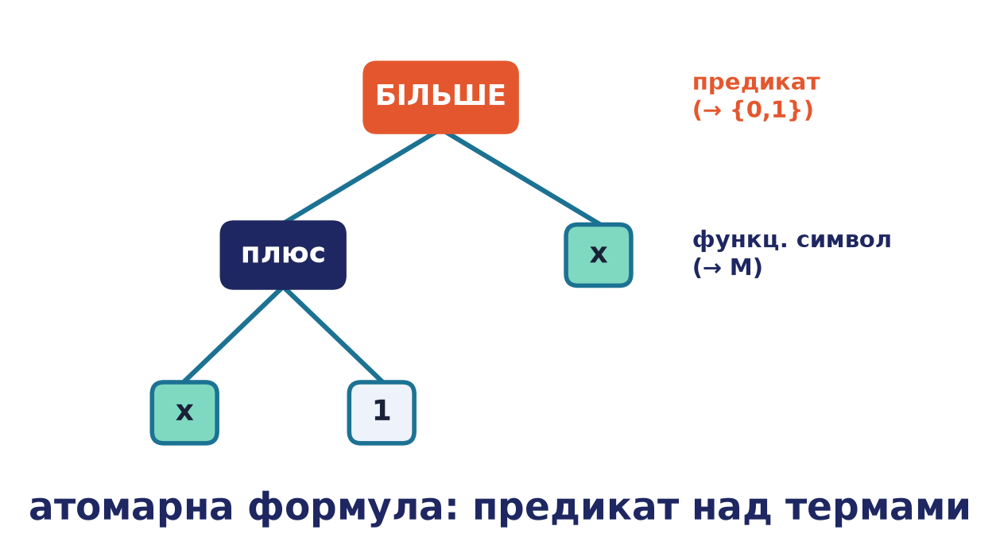 БІЛЬШЕ
предикат
(→ {0,1})
плюс
x
функц. символ
(→ M)
x
1
атомарна формула: предикат над термами